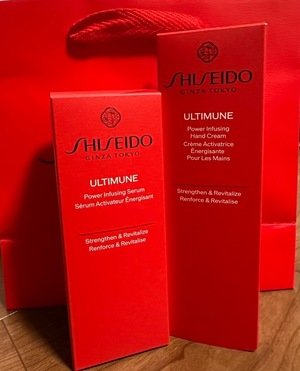 SHISEIDO
GINZA TOKYO
ULTIMUNE
Power Infusing Serum
Sérum Activateur Énergisant
Strengthen & Revitalize
Renforce & Revitalise
SHISEIDO
GINZA TOKYO
ULTIMUNE
Power Infusing
Hand Cream
Crème Activatrice
Énergisante
Pour Les Mains
Strengthen & Revitalize
Renforce & Revitalise